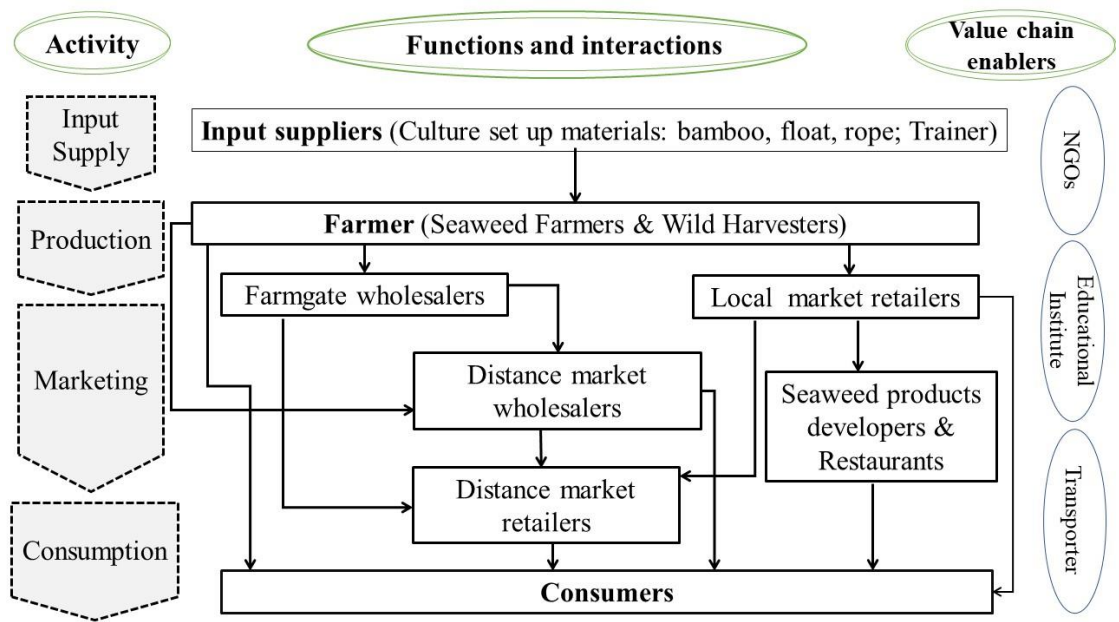 Activity
Functions and interactions
Value chain
enablers
Input
Supply
Input suppliers (Culture set up materials: bamboo, float, rope; Trainer)
NGOs
Production
Farmer (Seaweed Farmers & Wild Harvesters)
Farmgate wholesalers
Local market retailers
Educational
Institute
Marketing
Distance market
wholesalers
Seaweed products
developers &
Restaurants
Distance market
retailers
Transporter
Consumption
Consumers